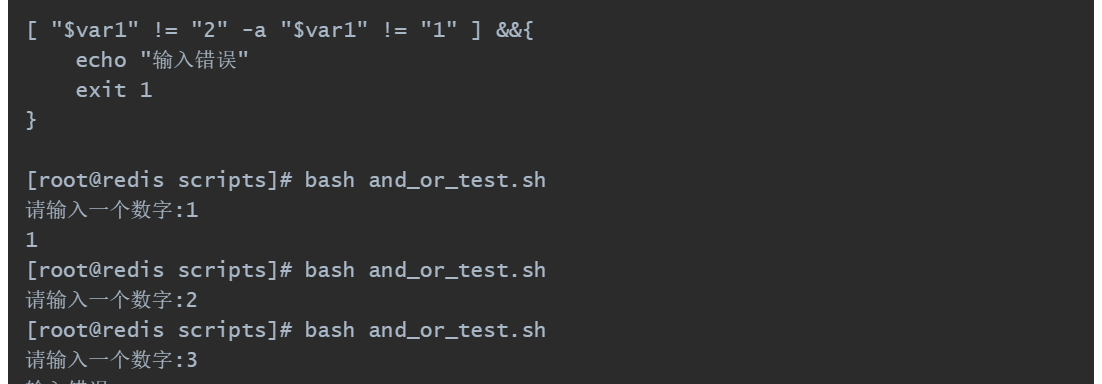 [ "$var1" != "2" -a "$var1" != "1" ] &&{
    echo "输入错误"
    exit 1
}

[root@redis scripts]# bash and_or_test.sh
请输入一个数字:1
1
[root@redis scripts]# bash and_or_test.sh
请输入一个数字:2
[root@redis scripts]# bash and_or_test.sh
请输入一个数字:3